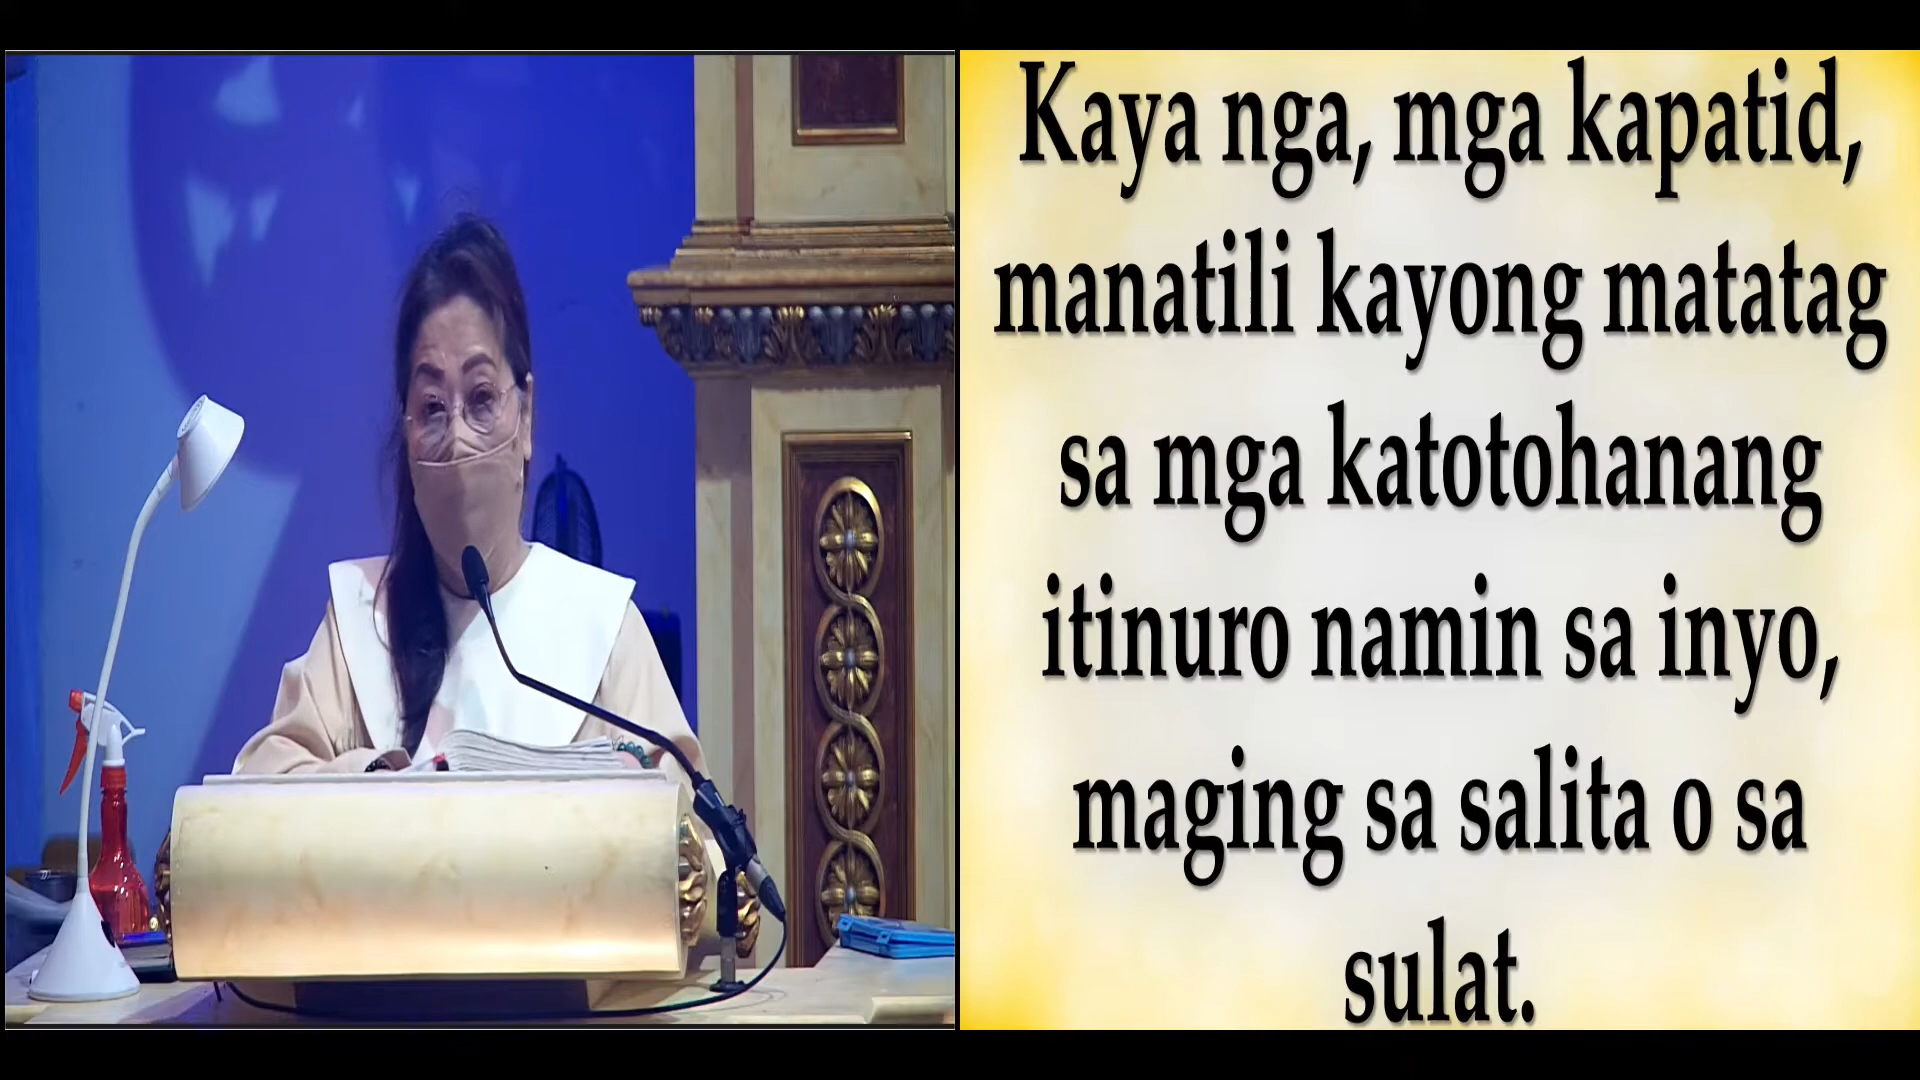 Kaya nga, mga kapatid,
manatili kayong matatag
sa mga katotohanang
itinuro namin sa inyo,
maging sa salita o sa
sulat.